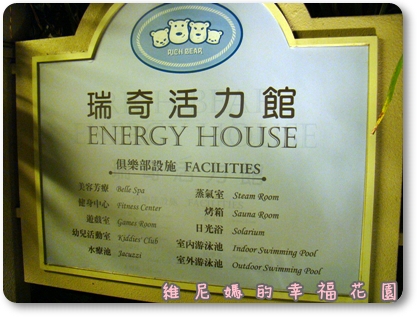 RICH BEAR
瑞奇活力館
ENERGY HOUSE
俱樂部設施 FACILITIES
美容芳療 Belle Spa
健身中心 Fitness Center
遊戲室 Games Room
幼兒活動室 Kiddies' Club
水療池 Jacuzzi
蒸氣室 Steam Room
烤箱 Sauna Room
日光浴 Solarium
室內游泳池 Indoor Swimming Pool
室外游泳池 Outdoor Swimming Pool
維尼媽的幸福花園